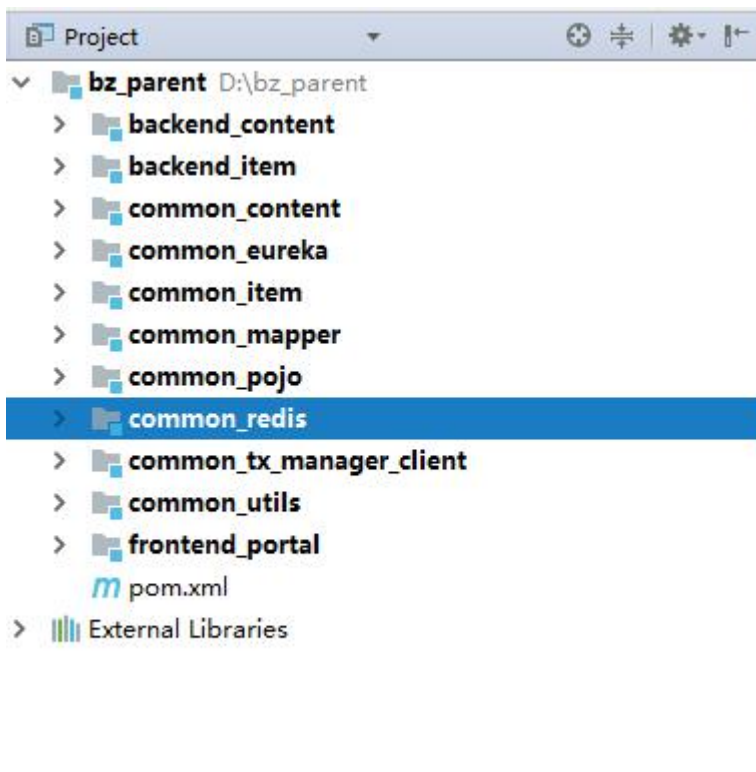 Project
bz_parent D:\bz_parent
backend_content
backend_item
common_content
common_eureka
common_item
common_mapper
common_pojo
common_redis
common_tx_manager_client
common_utils
frontend_portal
m pom.xml
External Libraries